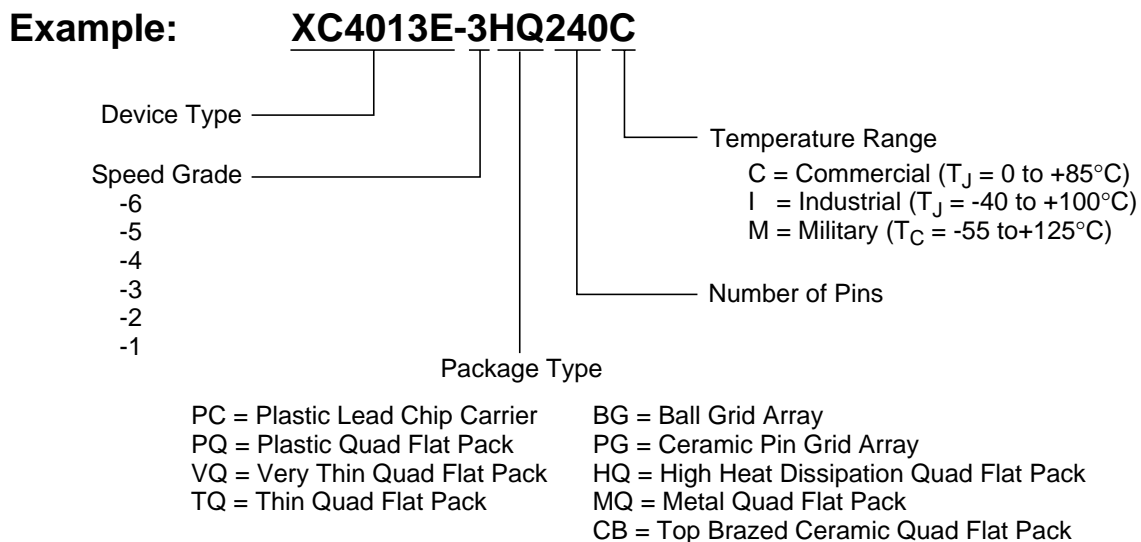 Example: XC4013E-3HQ240C
Device Type
Temperature Range
C = Commercial (TJ = 0 to +85°C)
I = Industrial (TJ = -40 to +100°C)
M = Military (TC = -55 to+125°C)
Speed Grade
-6
-5
-4
-3
-2
-1
Number of Pins
Package Type
PC = Plastic Lead Chip Carrier
PQ = Plastic Quad Flat Pack
VQ = Very Thin Quad Flat Pack
TQ = Thin Quad Flat Pack
BG = Ball Grid Array
PG = Ceramic Pin Grid Array
HQ = High Heat Dissipation Quad Flat Pack
MQ = Metal Quad Flat Pack
CB = Top Brazed Ceramic Quad Flat Pack